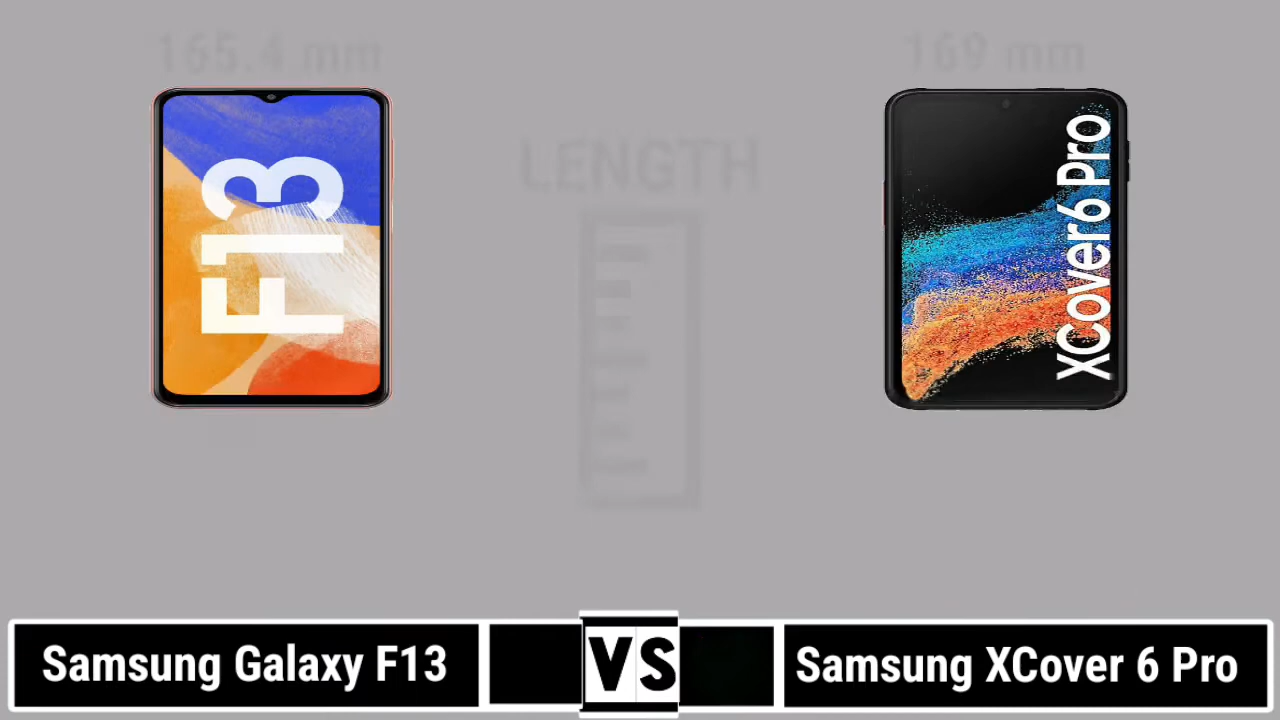 165.4 mm
169 mm
LENGTH
F13
XCover6 Pro
Samsung Galaxy F13
VS
Samsung XCover 6 Pro